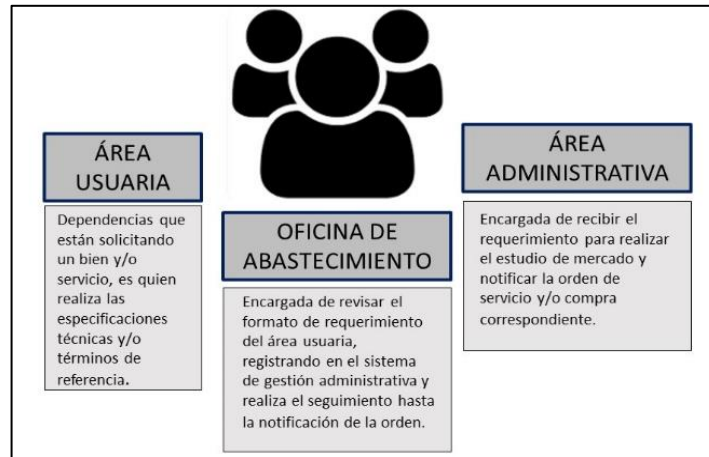 ÁREA
USUARIA
Dependencias que
están solicitando
un bien y/o
servicio, es quien
realiza las
especificaciones
técnicas y/o
términos de
referencia.
OFICINA DE
ABASTECIMIENTO
Encargada de revisar el
formato de requerimiento
del área usuaria,
registrando en el sistema
de gestión administrativa y
realiza el seguimiento hasta
la notificación de la orden.
ÁREA
ADMINISTRATIVA
Encargada de recibir el
requerimiento para realizar
el estudio de mercado y
notificar la orden de
servicio y/o compra
correspondiente.